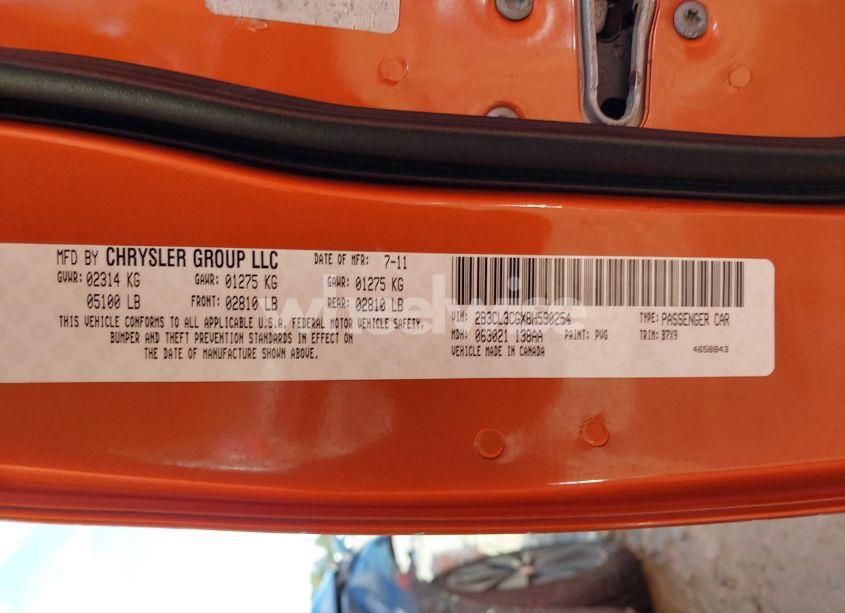 MFD BY CHRYSLER GROUP LLC DATE OF MFR: 7-11
GVWR: 02314 KG GAWR: 01275 KG GAWR: 01275 KG
05100 LB FRONT: 02810 LB REAR: 02810 LB
THIS VEHICLE CONFORMS TO ALL APPLICABLE U.S.A. FEDERAL MOTOR VEHICLE SAFETY,
BUMPER AND THEFT PREVENTION STANDARDS IN EFFECT ON
THE DATE OF MANUFACTURE SHOWN ABOVE.
VIN: 2B3CL3CGXBH590254 TYPE: PASSENGER CAR
MDH: 063021 138AA PAINT: PVG TRIM: B7X9
VEHICLE MADE IN CANADA 4658843
wheelwise